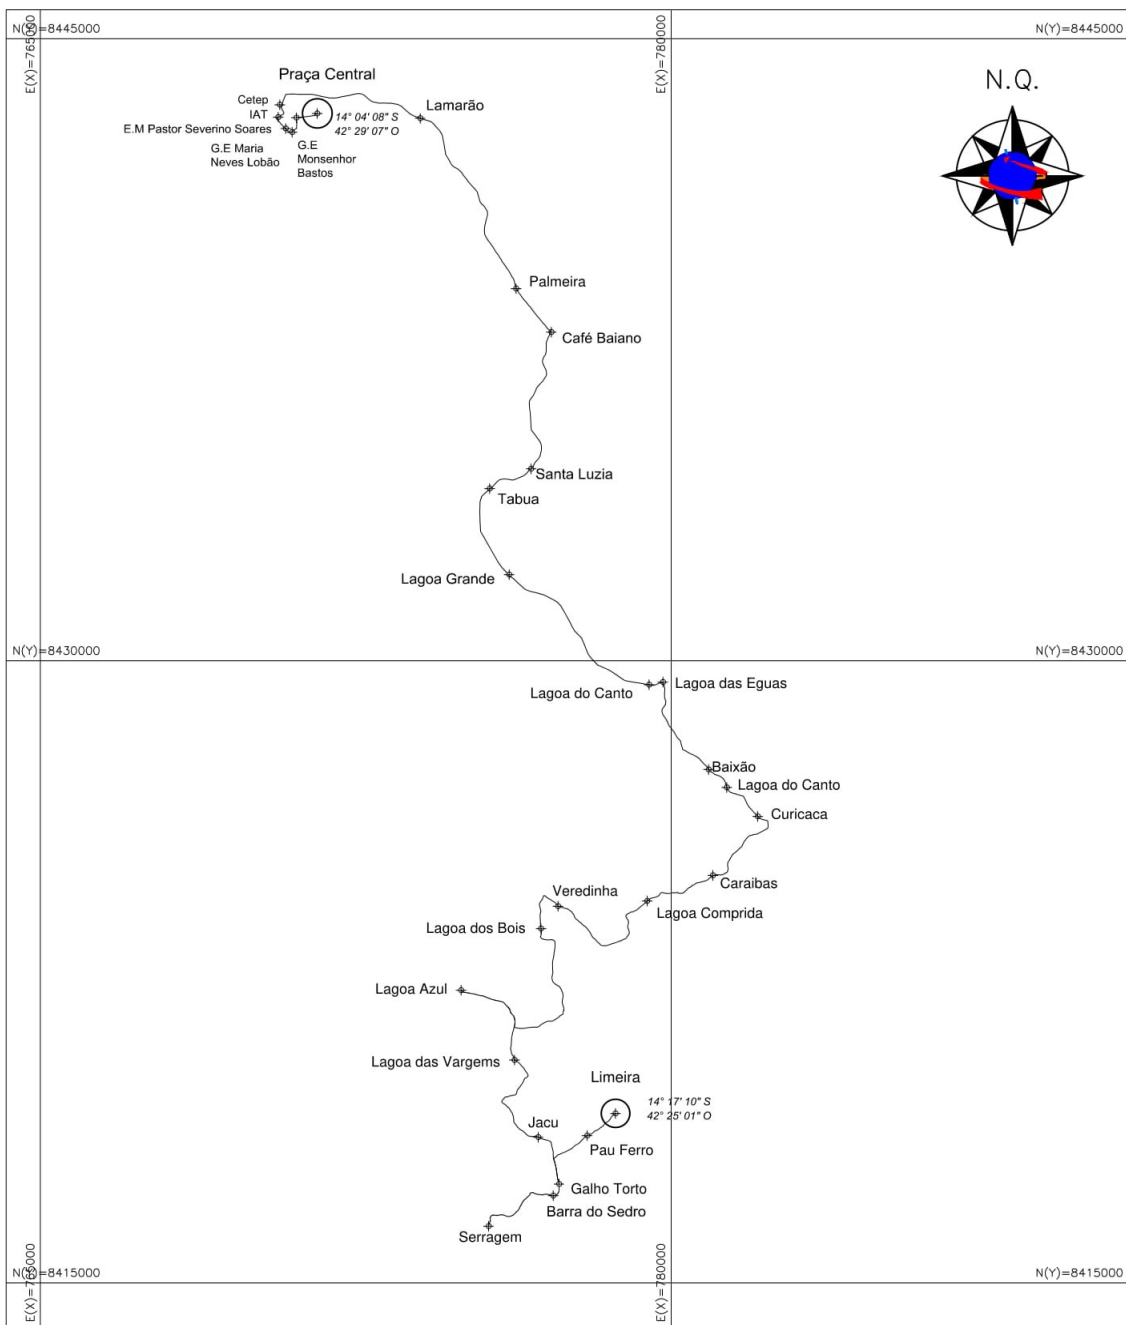 N(Y)=8445000
E(X)=765000
E(X)=780000
N(Y)=8445000
N.Q.
Praça Central
Cetep
IAT
E.M Pastor Severino Soares
G.E Maria
Neves Lobão
G.E
Monsenhor
Bastos
14° 04' 08" S
42° 29' 07" O
Lamarão
Palmeira
Café Baiano
Santa Luzia
Tabua
Lagoa Grande
N(Y)=8430000
N(Y)=8430000
Lagoa do Canto
Lagoa das Eguas
Baixão
Lagoa do Canto
Curicaca
Caraibas
Veredinha
Lagoa Comprida
Lagoa dos Bois
Lagoa Azul
Lagoa das Vargems
Limeira
14° 17' 10" S
42° 25' 01" O
Jacu
Pau Ferro
Galho Torto
Barra do Sedro
Serragem
N(Y)=8415000
E(X)=765000
E(X)=780000
N(Y)=8415000